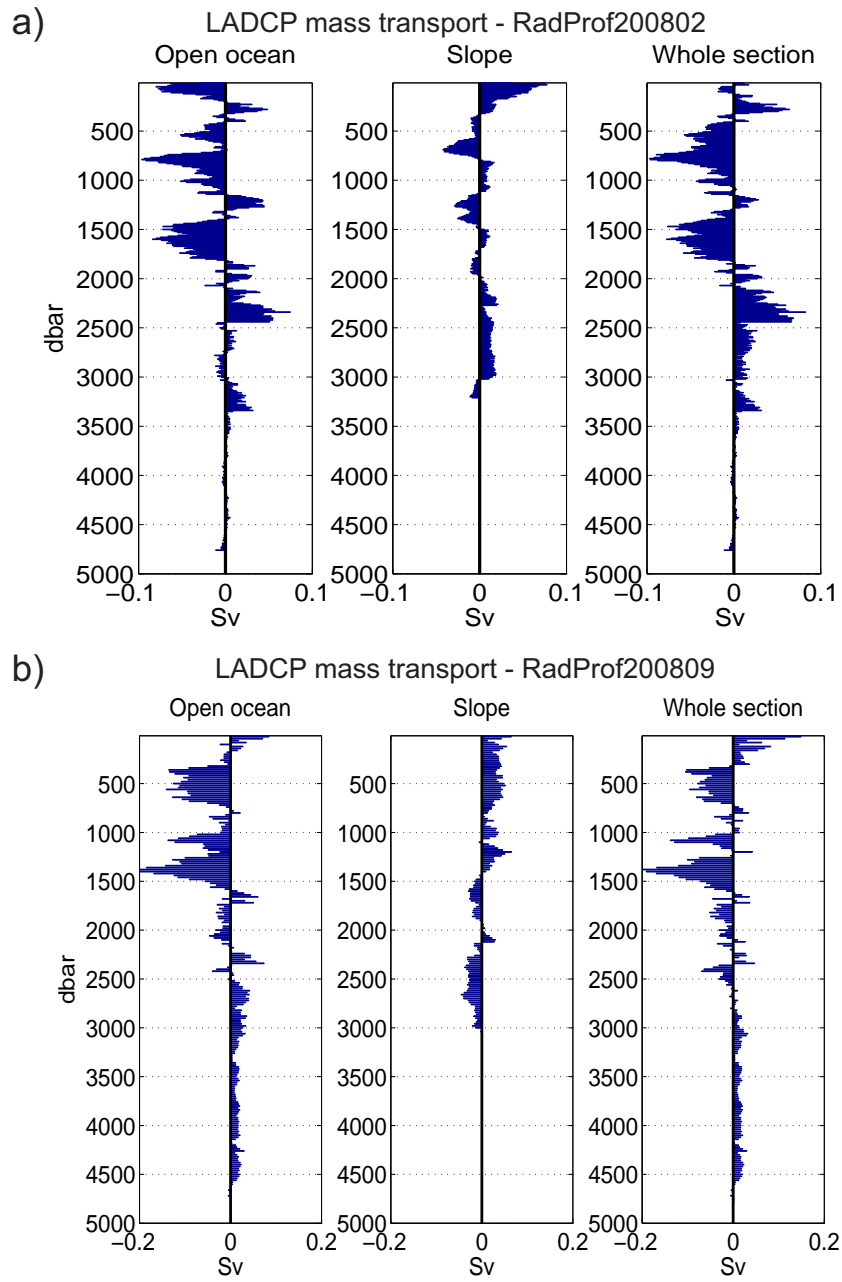 a)
LADCP mass transport - RadProf200802
Open ocean Slope Whole section
500 500 500
1000 1000 1000
1500 1500 1500
2000 2000 2000
dbar
2500 2500 2500
3000 3000 3000
3500 3500 3500
4000 4000 4000
4500 4500 4500
5000 5000 5000
−0.1 0 0.1 −0.1 0 0.1 −0.1 0 0.1
Sv Sv Sv
b)
LADCP mass transport - RadProf200809
Open ocean Slope Whole section
500 500 500
1000 1000 1000
1500 1500 1500
2000 2000 2000
dbar
2500 2500 2500
3000 3000 3000
3500 3500 3500
4000 4000 4000
4500 4500 4500
5000 5000 5000
−0.2 0 0.2 −0.2 0 0.2 −0.2 0 0.2
Sv Sv Sv